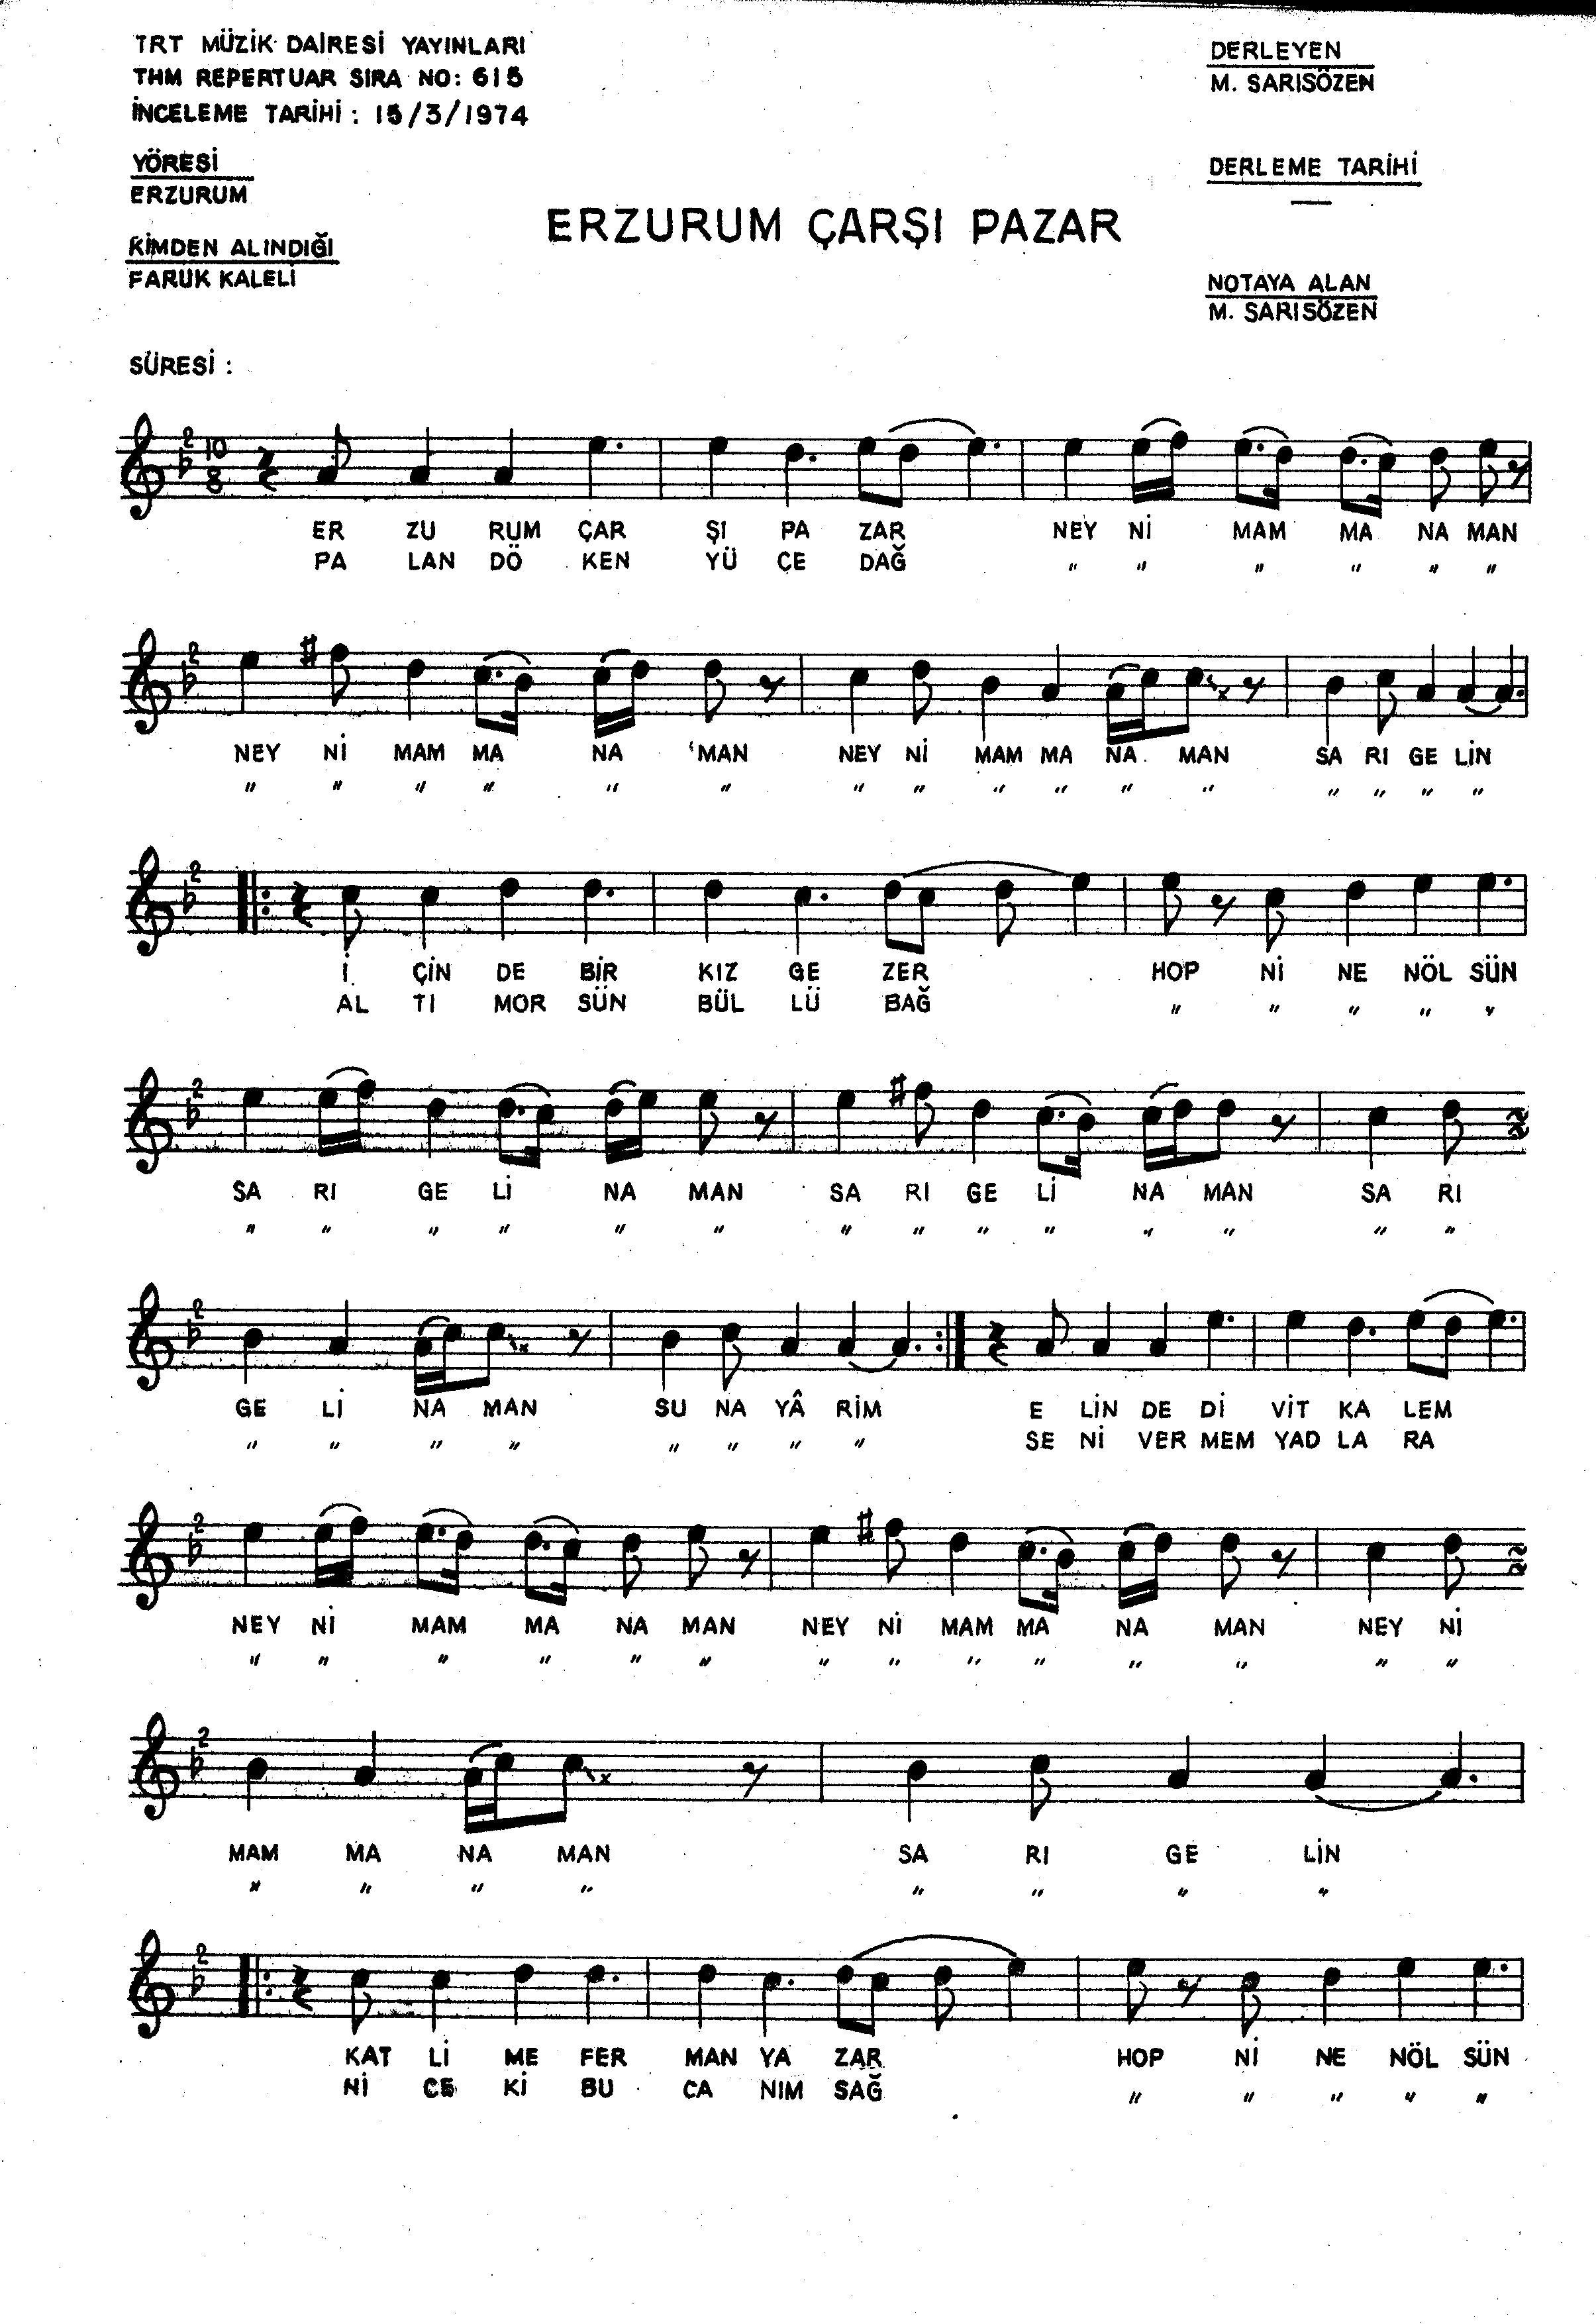 TRT MÜZİK DAİRESİ YAYINLARI
THM REPERTUAR SIRA NO: 615
İNCELEME TARİHİ : 15/3/1974
DERLEYEN
M. SARISÖZEN
YÖRESİ
ERZURUM
DERLEME TARİHİ
—
ERZURUM ÇARŞI PAZAR
KİMDEN ALINDIĞI
FARUK KALELİ
NOTAYA ALAN
M. SARISÖZEN
SÜRESİ :
2 10 8
ER ZU RUM ÇAR ŞI PA ZAR NEY Nİ MAM MA NA MAN
PA LAN DÖ KEN YÜ CE DAĞ " " " " " "
2
NEY Nİ MAM MA NA MAN NEY Nİ MAM MA NA MAN SA RI GE LİN
" " " " " " " " " " " " " " " "
2
İ ÇİN DE BİR KIZ GE ZER HOP Nİ NE NÖL SÜN
AL TI MOR SÜN BÜL LÜ BAĞ " " " " "
2
SA RI GE Lİ NA MAN SA RI GE Lİ NA MAN SA RI
" " " " " " " " " " " " " "
2
GE Lİ NA MAN SU NA YÂ RİM E LİN DE Dİ VİT KA LEM
" " " " " " " " SE Nİ VER MEM YAD LA RA
2
NEY Nİ MAM MA NA MAN NEY Nİ MAM MA NA MAN NEY Nİ
" " " " " " " " " " " " " "
2
MAM MA NA MAN SA RI GE LİN
" " " " " " " "
2
KAT Lİ ME FER MAN YA ZAR HOP Nİ NE NÖL SÜN
Nİ CE Kİ BU CA NIM SAĞ " " " " "